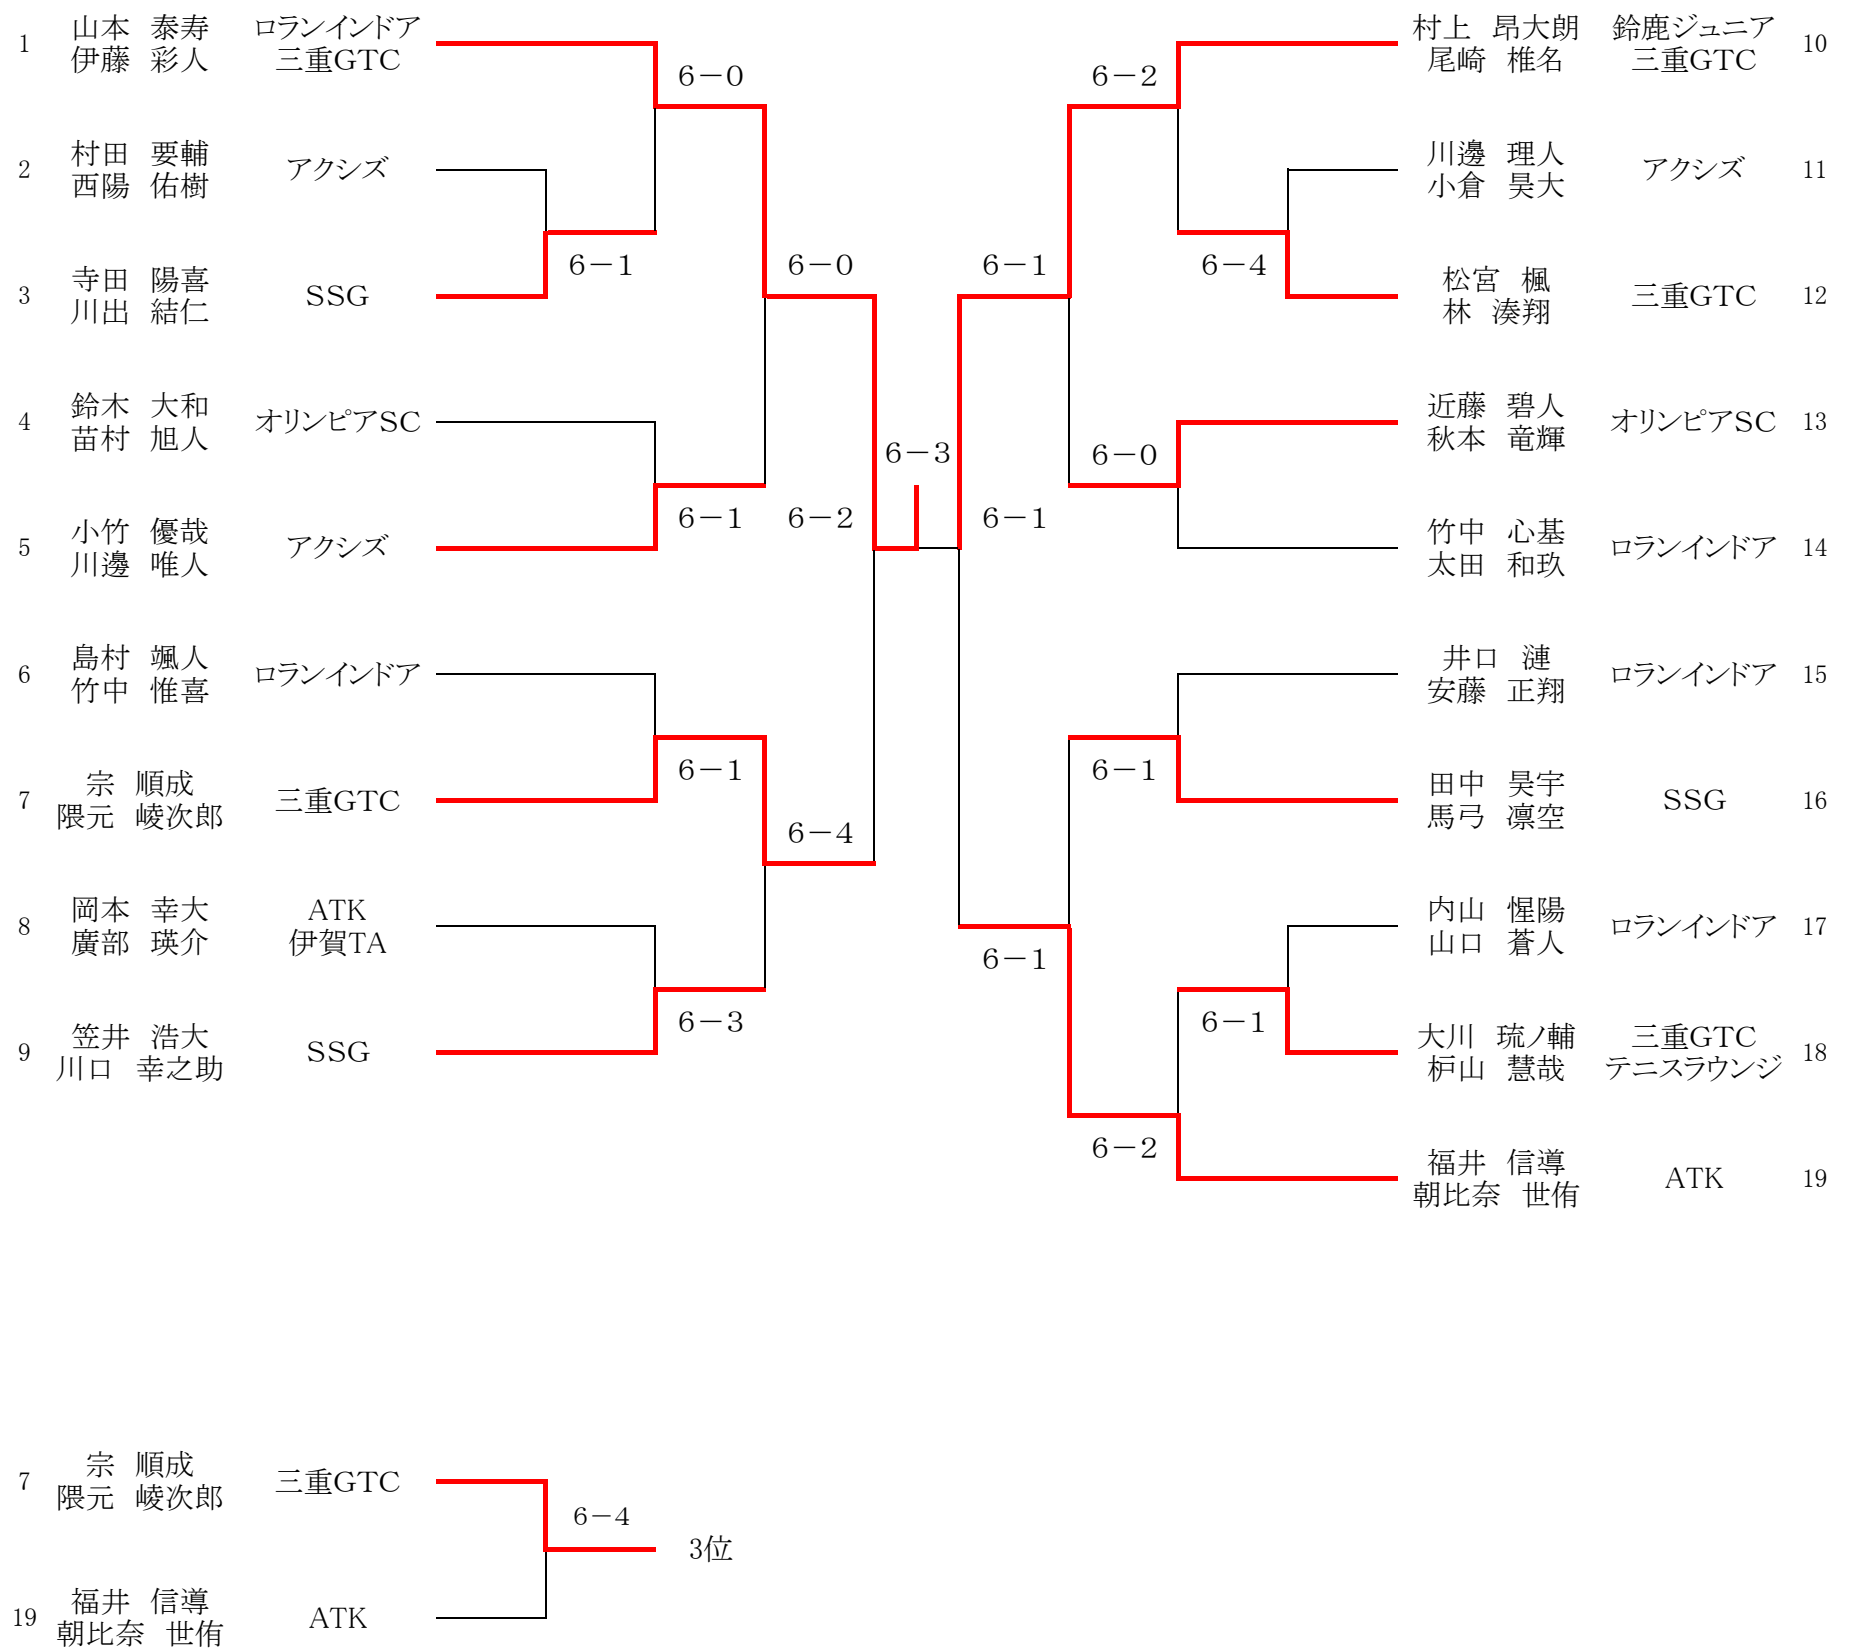 1 山本 泰寿 ロランインドア
伊藤 彩人 三重GTC
2 村田 要輔 アクシズ
西陽 佑樹
3 寺田 陽喜 SSG
川出 結仁
4 鈴木 大和 オリンピアSC
苗村 旭人
5 小竹 優哉 アクシズ
川邊 唯人
6 島村 颯人 ロランインドア
竹中 惟喜
7 宗 順成 三重GTC
隈元 崚次郎
8 岡本 幸大 ATK
廣部 瑛介 伊賀TA
9 笠井 浩大 SSG
川口 幸之助
6-0
6-1
6-0
6-1
6-2
6-1
6-4
6-3
6-3
6-2
6-1
6-4
6-0
6-1
6-1
6-1
6-1
6-2
村上 昂大朗 鈴鹿ジュニア 10
尾崎 椎名 三重GTC
川邊 理人 アクシズ 11
小倉 昊大
松宮 楓 三重GTC 12
林 湊翔
近藤 碧人 オリンピアSC 13
秋本 竜輝
竹中 心基 ロランインドア 14
太田 和玖
井口 漣 ロランインドア 15
安藤 正翔
田中 昊宇 SSG 16
馬弓 凛空
内山 惺陽 ロランインドア 17
山口 蒼人
大川 琉ノ輔 三重GTC 18
枦山 慧哉 テニスラウンジ
福井 信導 ATK 19
朝比奈 世侑
7 宗 順成 三重GTC
隈元 崚次郎
6-4
3位
19 福井 信導 ATK
朝比奈 世侑